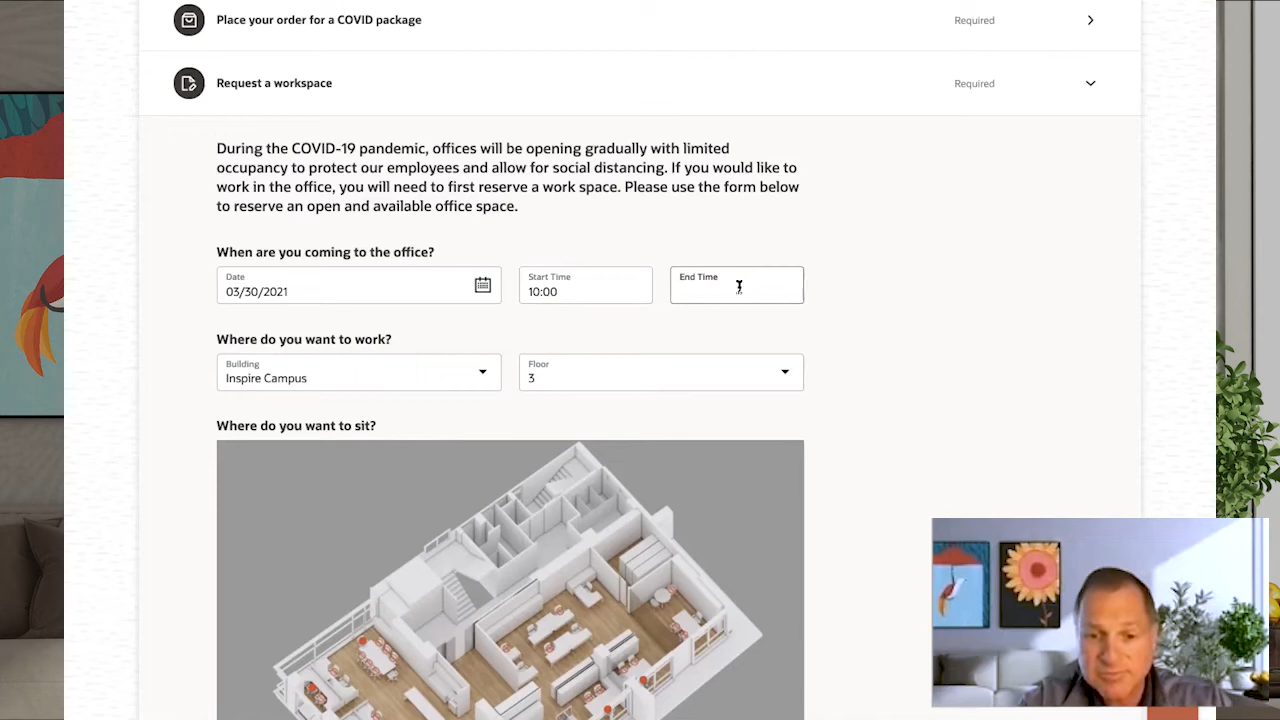 Place your order for a COVID package
Required
Request a workspace
Required
During the COVID-19 pandemic, offices will be opening gradually with limited
occupancy to protect our employees and allow for social distancing. If you would like to
work in the office, you will need to first reserve a work space. Please use the form below
to reserve an open and available office space.
When are you coming to the office?
Date
03/30/2021
Start Time
10:00
End Time
Where do you want to work?
Building
Inspire Campus
Floor
3
Where do you want to sit?